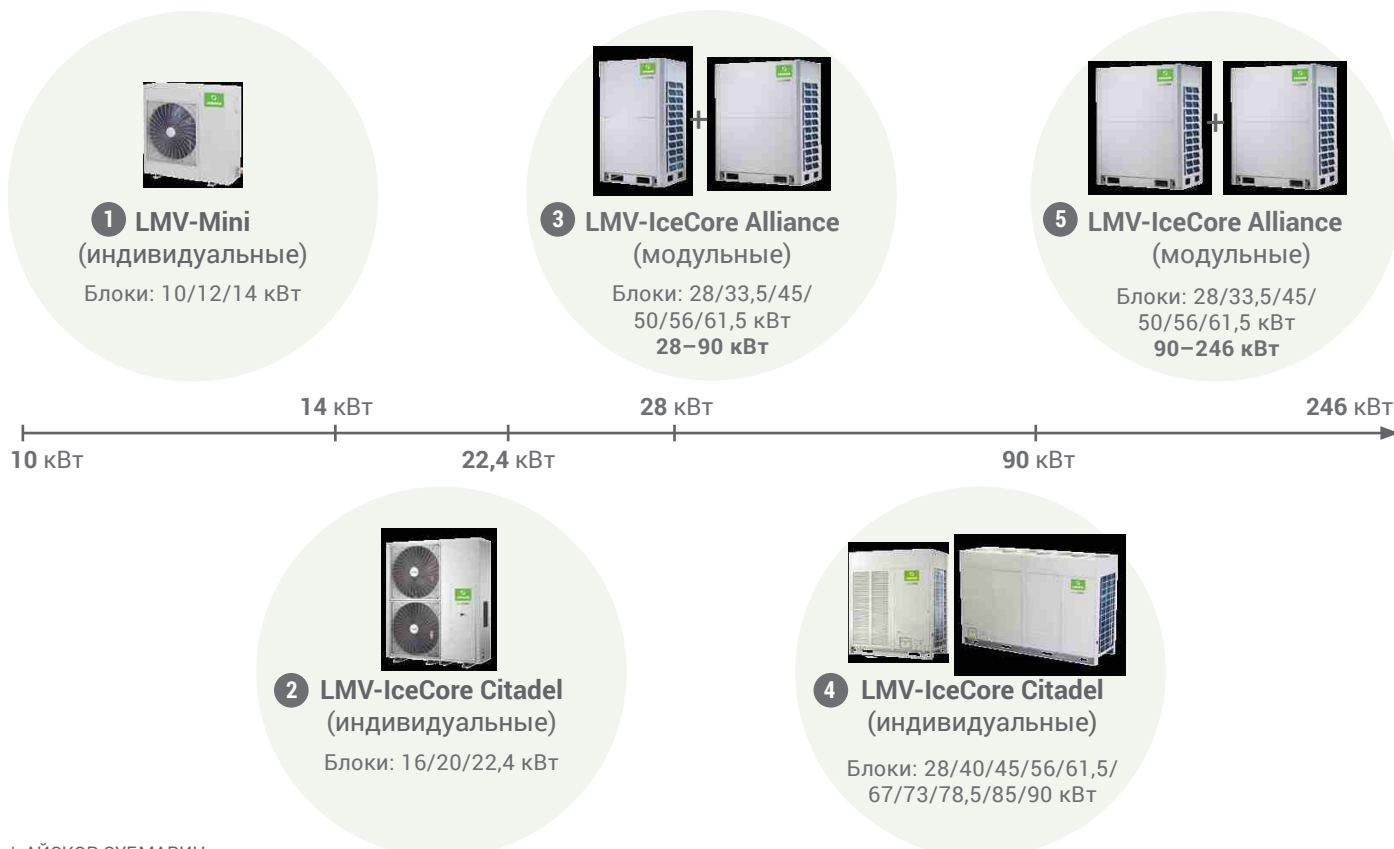 1 LMV-Mini
(индивидуальные)
Блоки: 10/12/14 кВт
3 LMV-IceCore Alliance
(модульные)
Блоки: 28/33,5/45/
50/56/61,5 кВт
28–90 кВт
5 LMV-IceCore Alliance
(модульные)
Блоки: 28/33,5/45/
50/56/61,5 кВт
90–246 кВт
14 кВт
28 кВт
246 кВт
10 кВт
22,4 кВт
90 кВт
2 LMV-IceCore Citadel
(индивидуальные)
Блоки: 16/20/22,4 кВт
4 LMV-IceCore Citadel
(индивидуальные)
Блоки: 28/40/45/56/61,5/
67/73/78,5/85/90 кВт